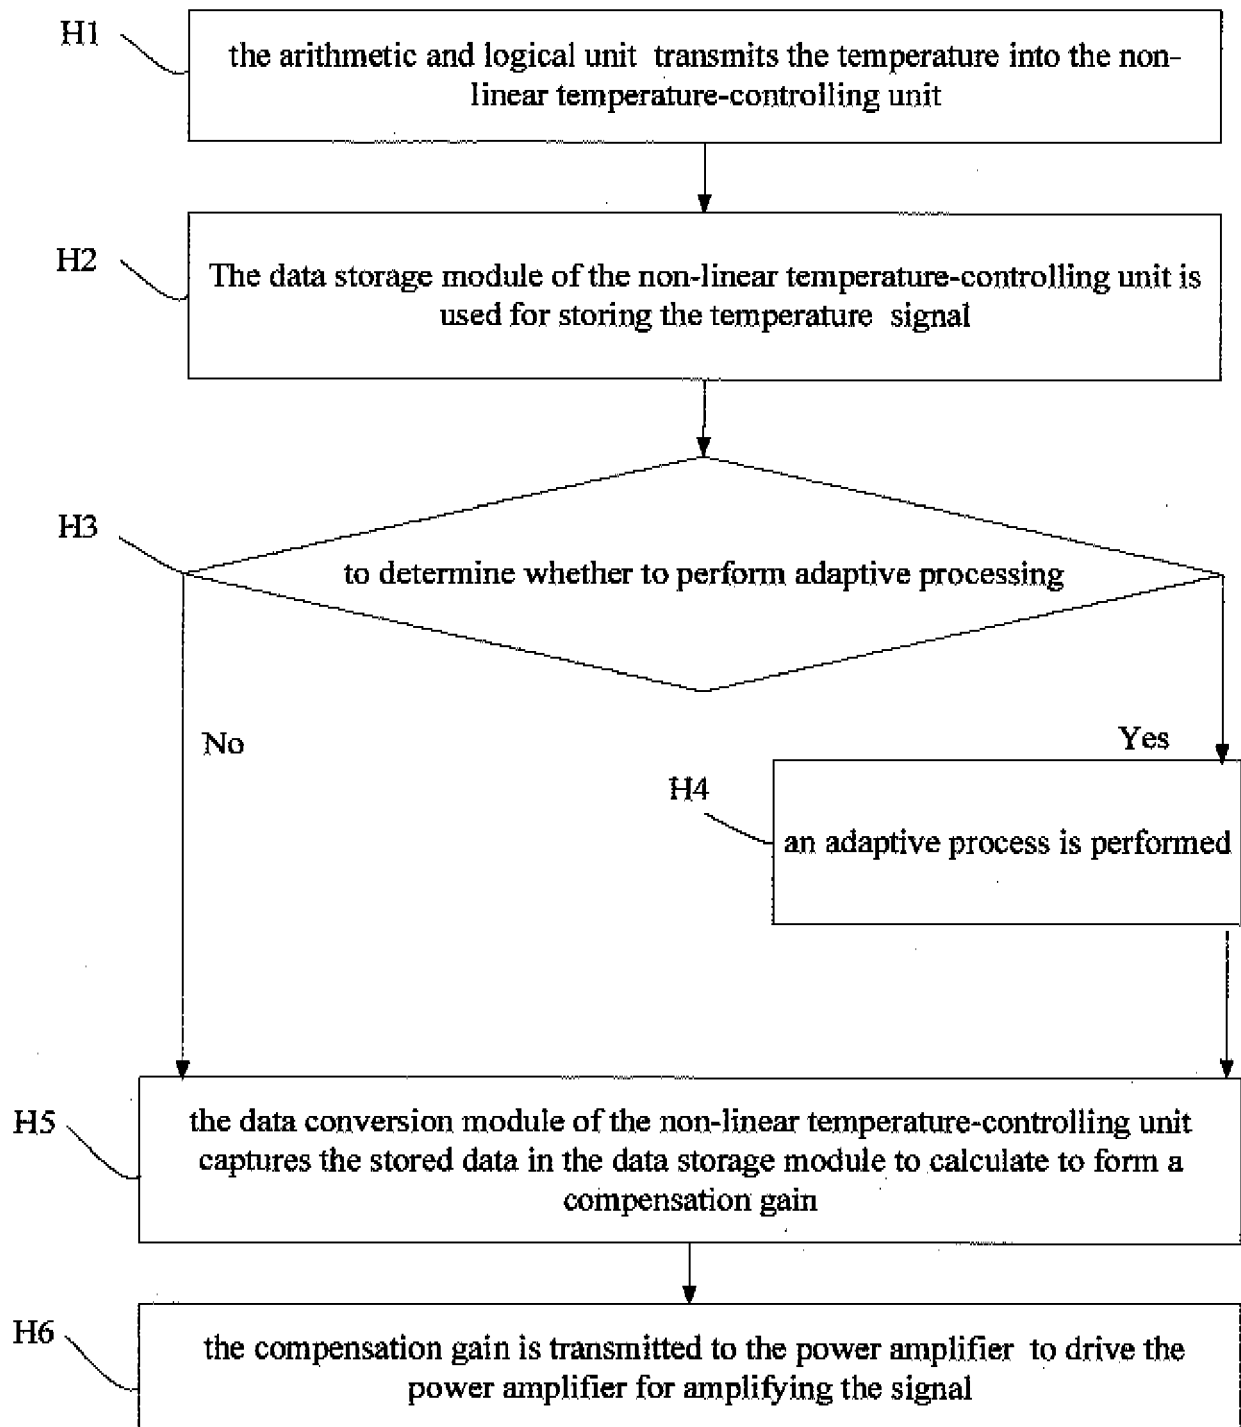 H1
the arithmetic and logical unit transmits the temperature into the non-
linear temperature-controlling unit
H2
The data storage module of the non-linear temperature-controlling unit is
used for storing the temperature signal
H3
to determine whether to perform adaptive processing
No
Yes
H4
an adaptive process is performed
H5
the data conversion module of the non-linear temperature-controlling unit
captures the stored data in the data storage module to calculate to form a
compensation gain
H6
the compensation gain is transmitted to the power amplifier to drive the
power amplifier for amplifying the signal